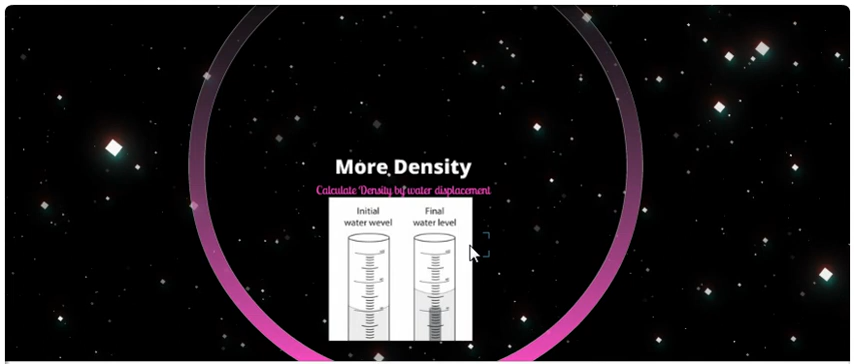 More Density
Calculate Density by water displacement
Initial
water wevel
Final
water level